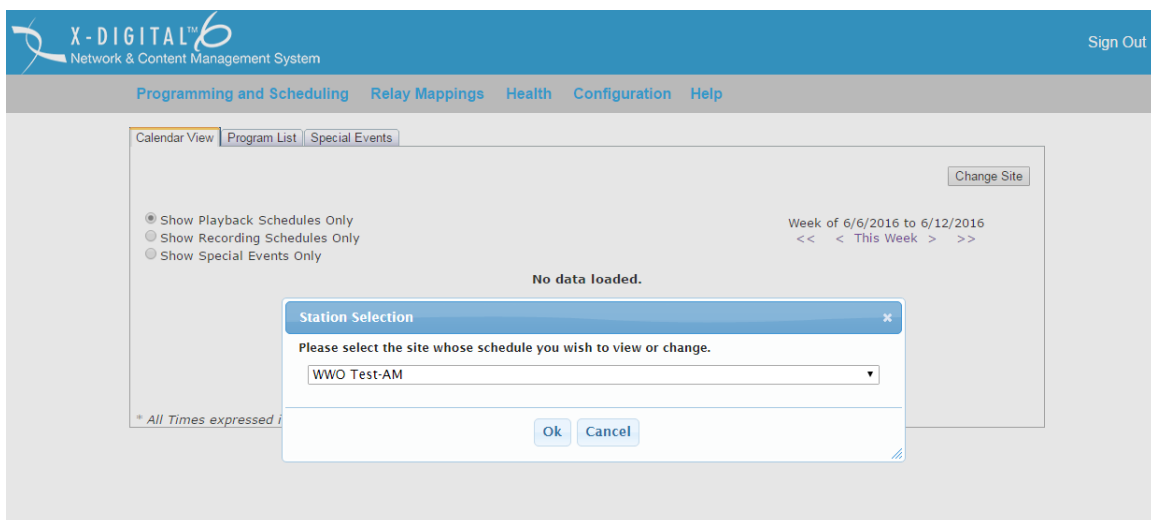 X-DIGITAL™6
Network & Content Management System
Sign Out
Programming and Scheduling Relay Mappings Health Configuration Help
Calendar View Program List Special Events
Change Site
Show Playback Schedules Only
Show Recording Schedules Only
Show Special Events Only
Week of 6/6/2016 to 6/12/2016
<< < This Week > >>
No data loaded.
Station Selection x
Please select the site whose schedule you wish to view or change.
WWO Test-AM
* All Times expressed i
Ok Cancel